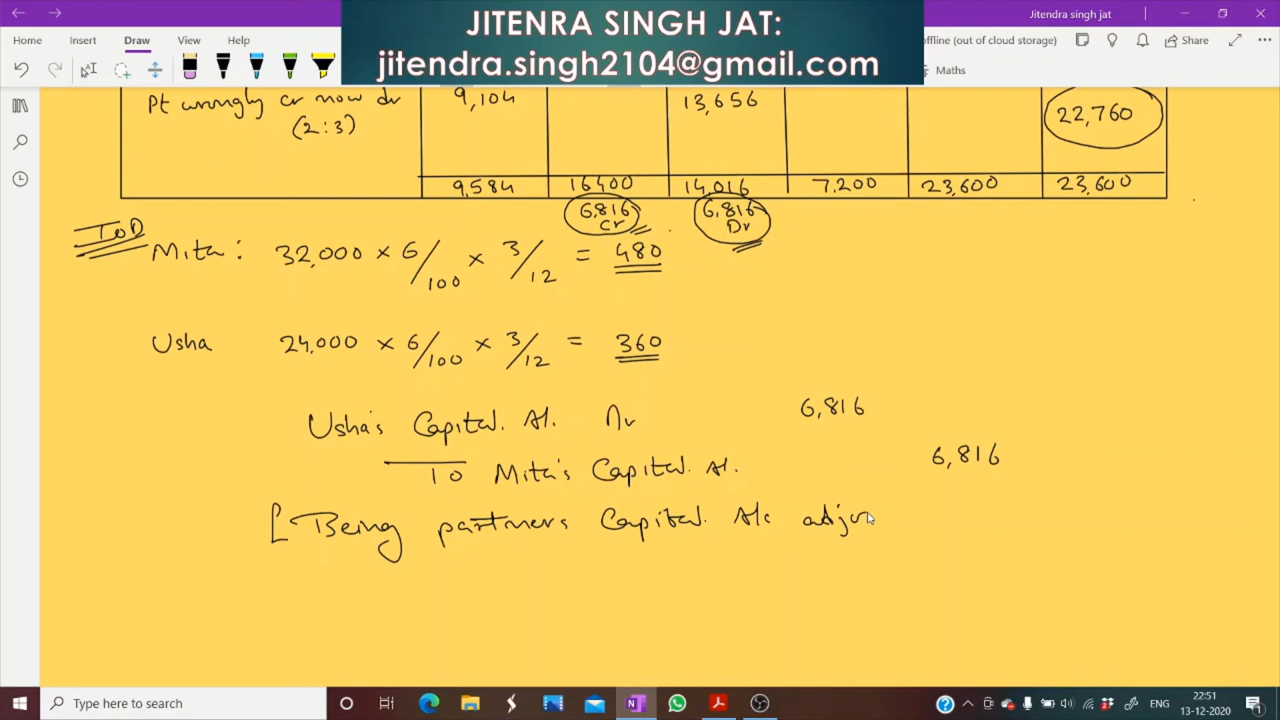 JITENRA SINGH JAT:
jitendra.singh2104@gmail.com
Jitendra singh jat
Home Insert Draw View Help
offline (out of cloud storage)
Share
Maths
Pt wrongly cr now dr
(2:3)
9,104 13,656 22,760
9,584 16400 14,016 7,200 23,600 23,600
6,816 Cr
6,816 Dr
IOD
Mita: 32,000 × 6/100 × 3/12 = 480
Usha 24,000 × 6/100 × 3/12 = 360
Usha's Capital A/. Dr 6,816
To Mita's Capital A/. 6,816
[Being partners Capital A/c adju
Type here to search
ENG
22:51
13-12-2020